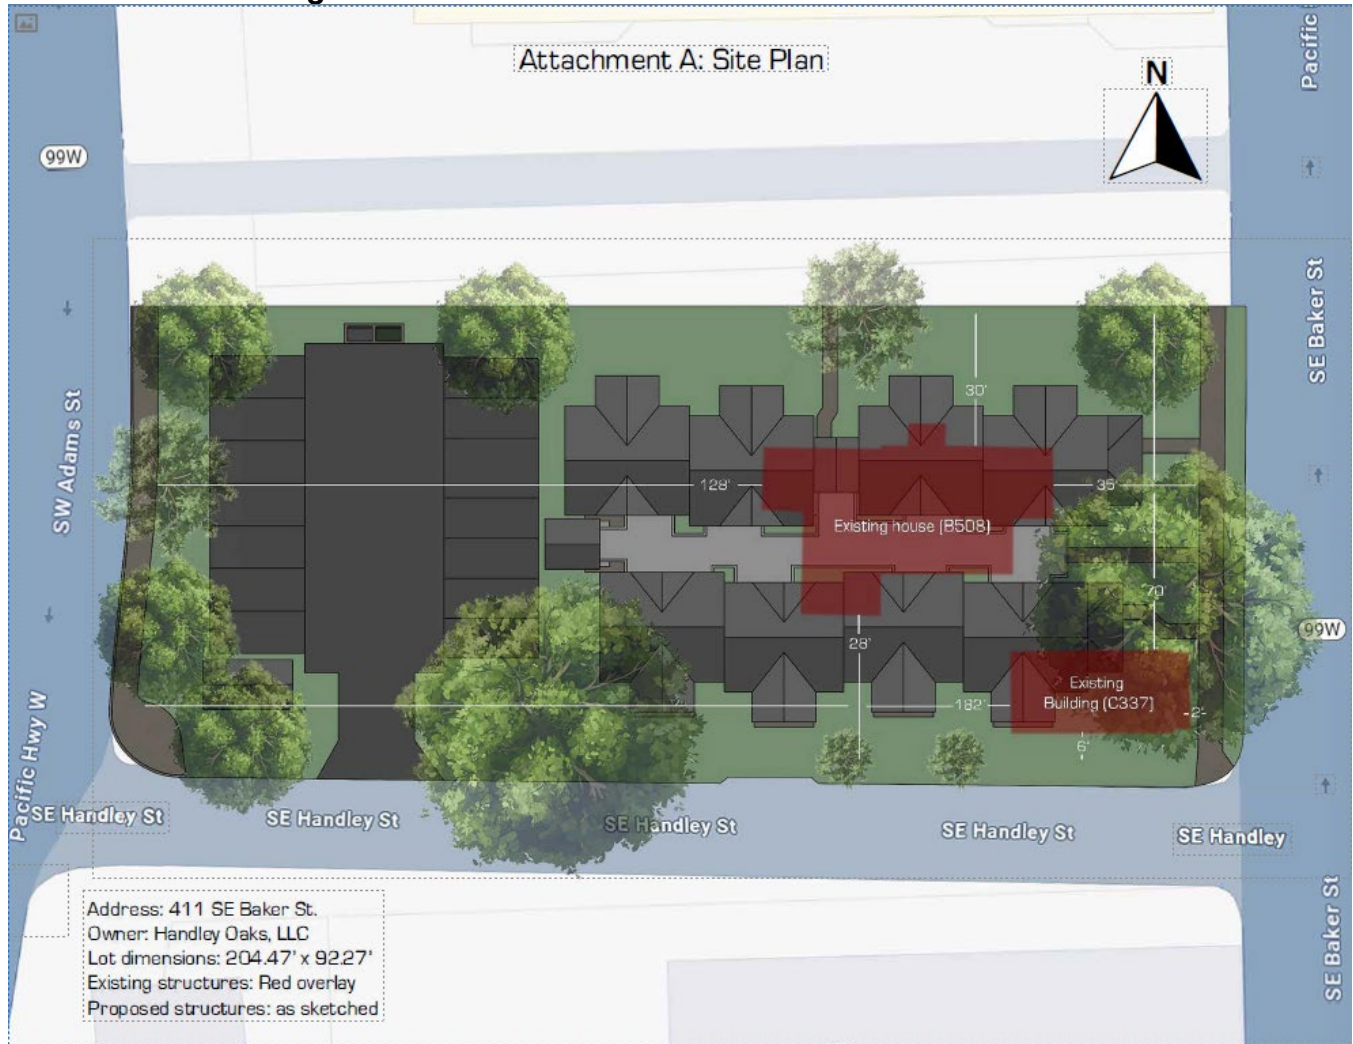 Attachment A: Site Plan
N
Pacific
99W
SE Baker St
SW Adams St
30'
128'
35'
Existing house (B508)
70'
28'
99W
Existing
Building (C337)
182'
2'
6'
Pacific Hwy W
SE Handley St
SE Handley St
SE Handley St
SE Handley St
SE Handley
SE Baker St
Address: 411 SE Baker St.
Owner: Handley Oaks, LLC
Lot dimensions: 204.47' x 92.27'
Existing structures: Red overlay
Proposed structures: as sketched